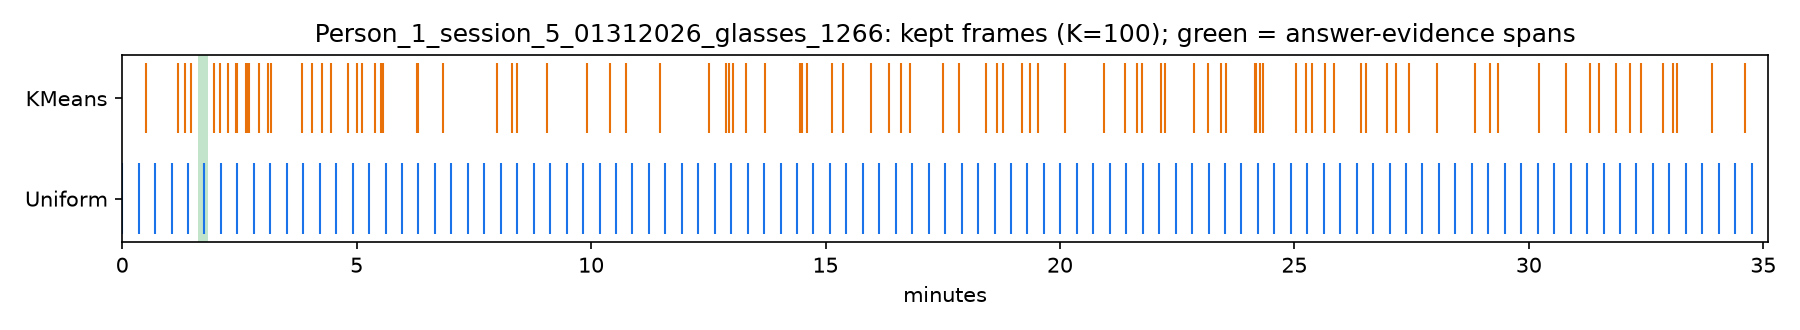 Person_1_session_5_01312026_glasses_1266: kept frames (K=100); green = answer-evidence spans
KMeans
Uniform
0 5 10 15 20 25 30 35
minutes